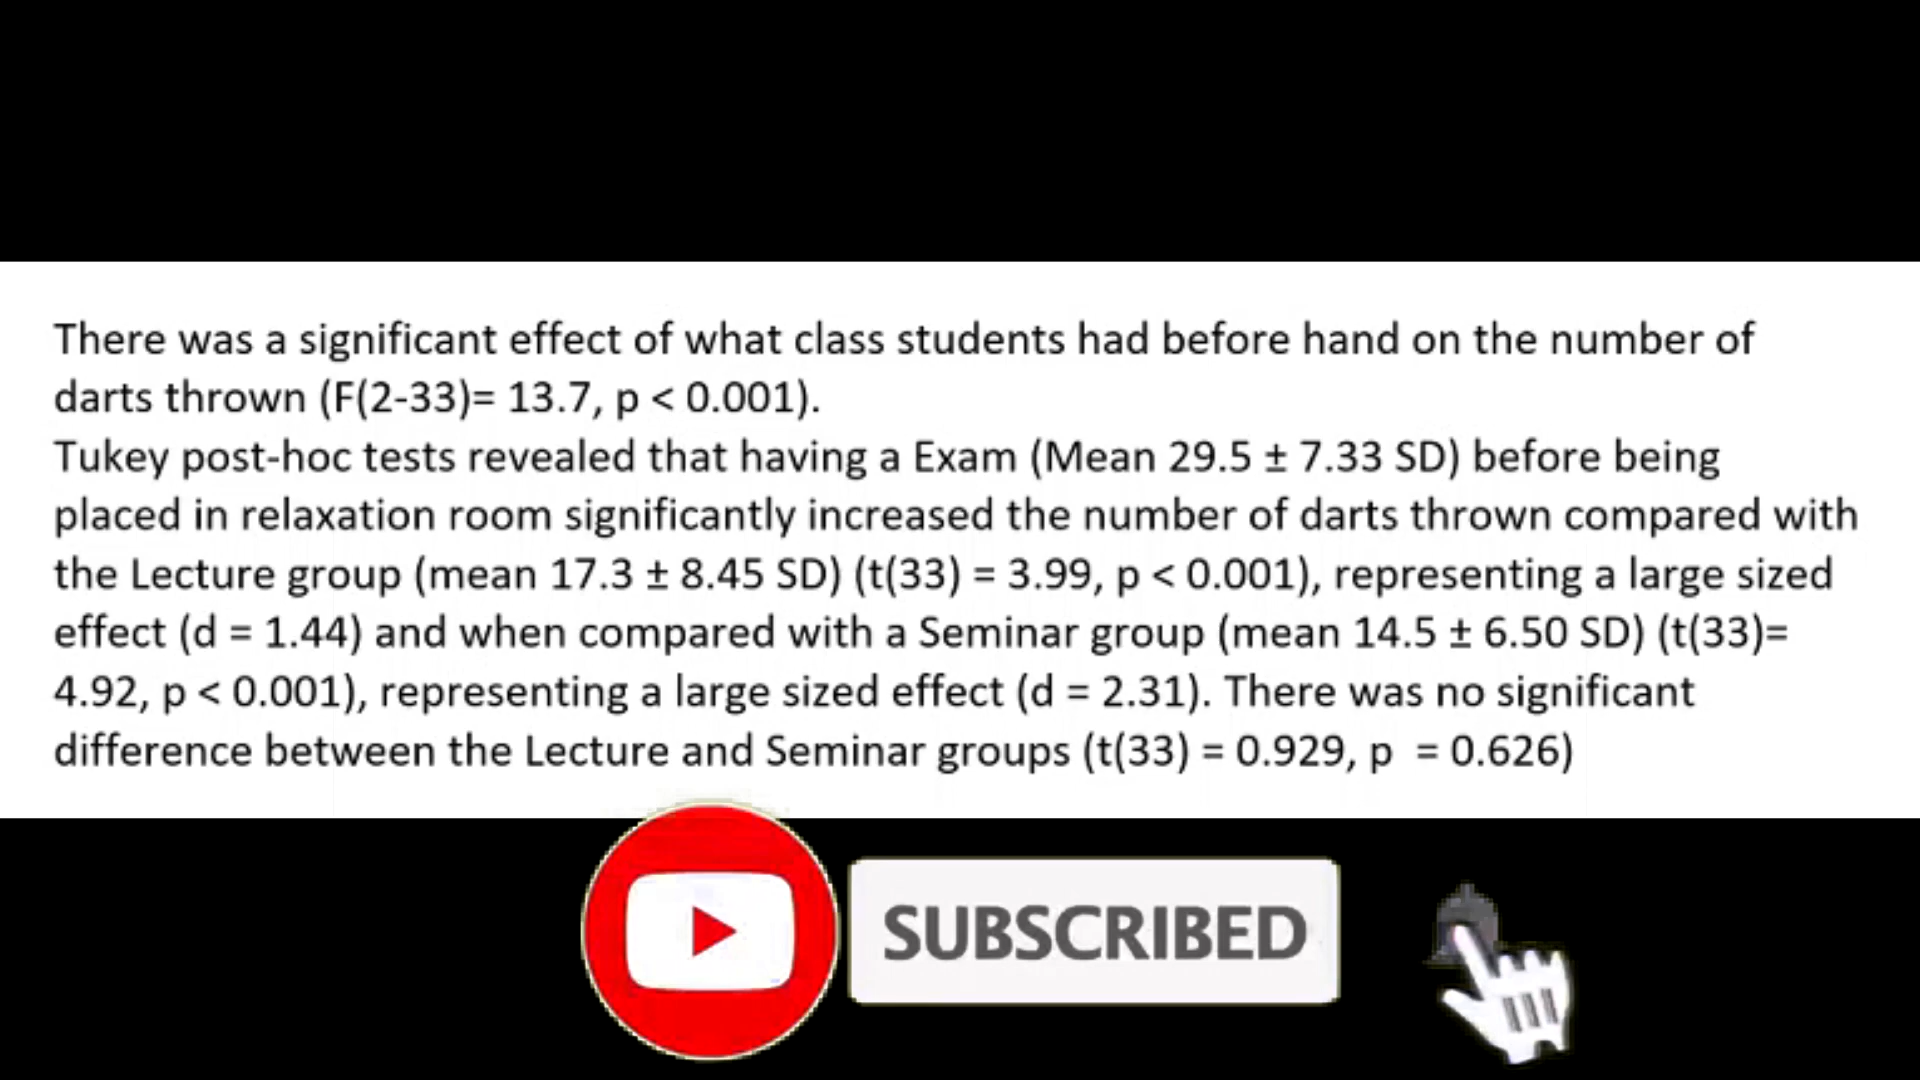 There was a significant effect of what class students had before hand on the number of
darts thrown (F(2-33)= 13.7, p < 0.001).
Tukey post-hoc tests revealed that having a Exam (Mean 29.5 ± 7.33 SD) before being
placed in relaxation room significantly increased the number of darts thrown compared with
the Lecture group (mean 17.3 ± 8.45 SD) (t(33) = 3.99, p < 0.001), representing a large sized
effect (d = 1.44) and when compared with a Seminar group (mean 14.5 ± 6.50 SD) (t(33)=
4.92, p < 0.001), representing a large sized effect (d = 2.31). There was no significant
difference between the Lecture and Seminar groups (t(33) = 0.929, p  = 0.626)
SUBSCRIBED